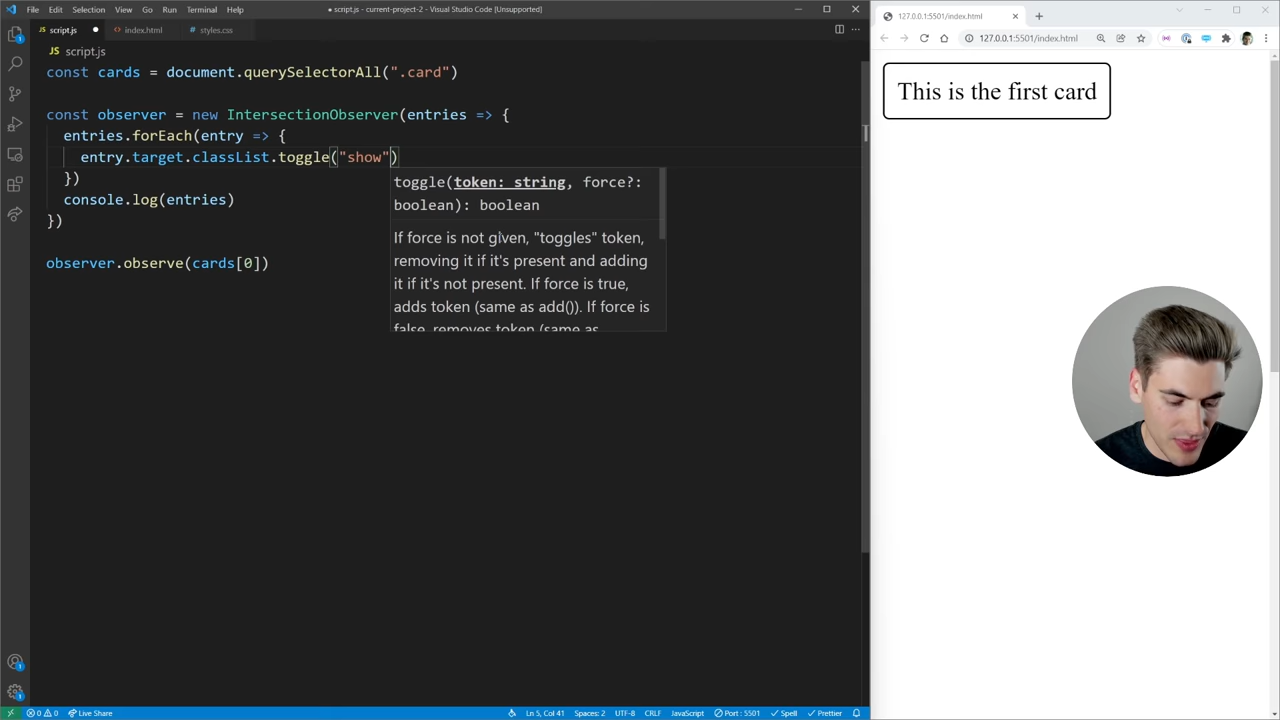 File Edit Selection View Go Run Terminal Help
● script.js - current-project-2 - Visual Studio Code [Unsupported]
127.0.0.1:5501/index.html
JS script.js
index.html
# styles.css
127.0.0.1:5501/index.html
JS script.js
const cards = document.querySelectorAll(".card")
const observer = new IntersectionObserver(entries => {
entries.forEach(entry => {
entry.target.classList.toggle("show")
})
console.log(entries)
})
observer.observe(cards[0])
toggle(token: string, force?:
boolean): boolean
If force is not given, "toggles" token,
removing it if it's present and adding
it if it's not present. If force is true,
adds token (same as add()). If force is
false, removes token (same as
This is the first card
0 0 Live Share
Ln 5, Col 41 Spaces: 2 UTF-8 CRLF JavaScript Port : 5501 Spell Prettier